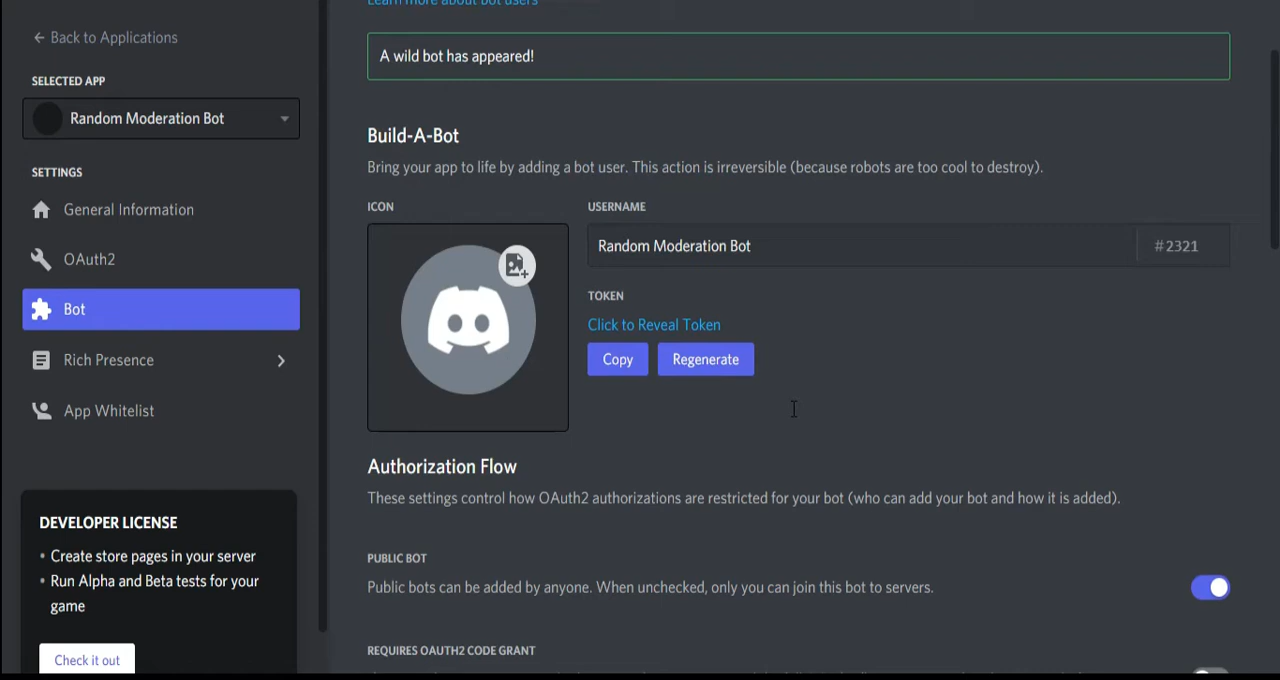 Learn more about bot users
← Back to Applications
A wild bot has appeared!
SELECTED APP
Random Moderation Bot
Build-A-Bot
Bring your app to life by adding a bot user. This action is irreversible (because robots are too cool to destroy).
SETTINGS
General Information
OAuth2
Bot
Rich Presence
App Whitelist
ICON
USERNAME
Random Moderation Bot
#2321
TOKEN
Click to Reveal Token
Copy
Regenerate
Authorization Flow
These settings control how OAuth2 authorizations are restricted for your bot (who can add your bot and how it is added).
PUBLIC BOT
Public bots can be added by anyone. When unchecked, only you can join this bot to servers.
REQUIRES OAUTH2 CODE GRANT
DEVELOPER LICENSE
• Create store pages in your server
• Run Alpha and Beta tests for your
game
Check it out